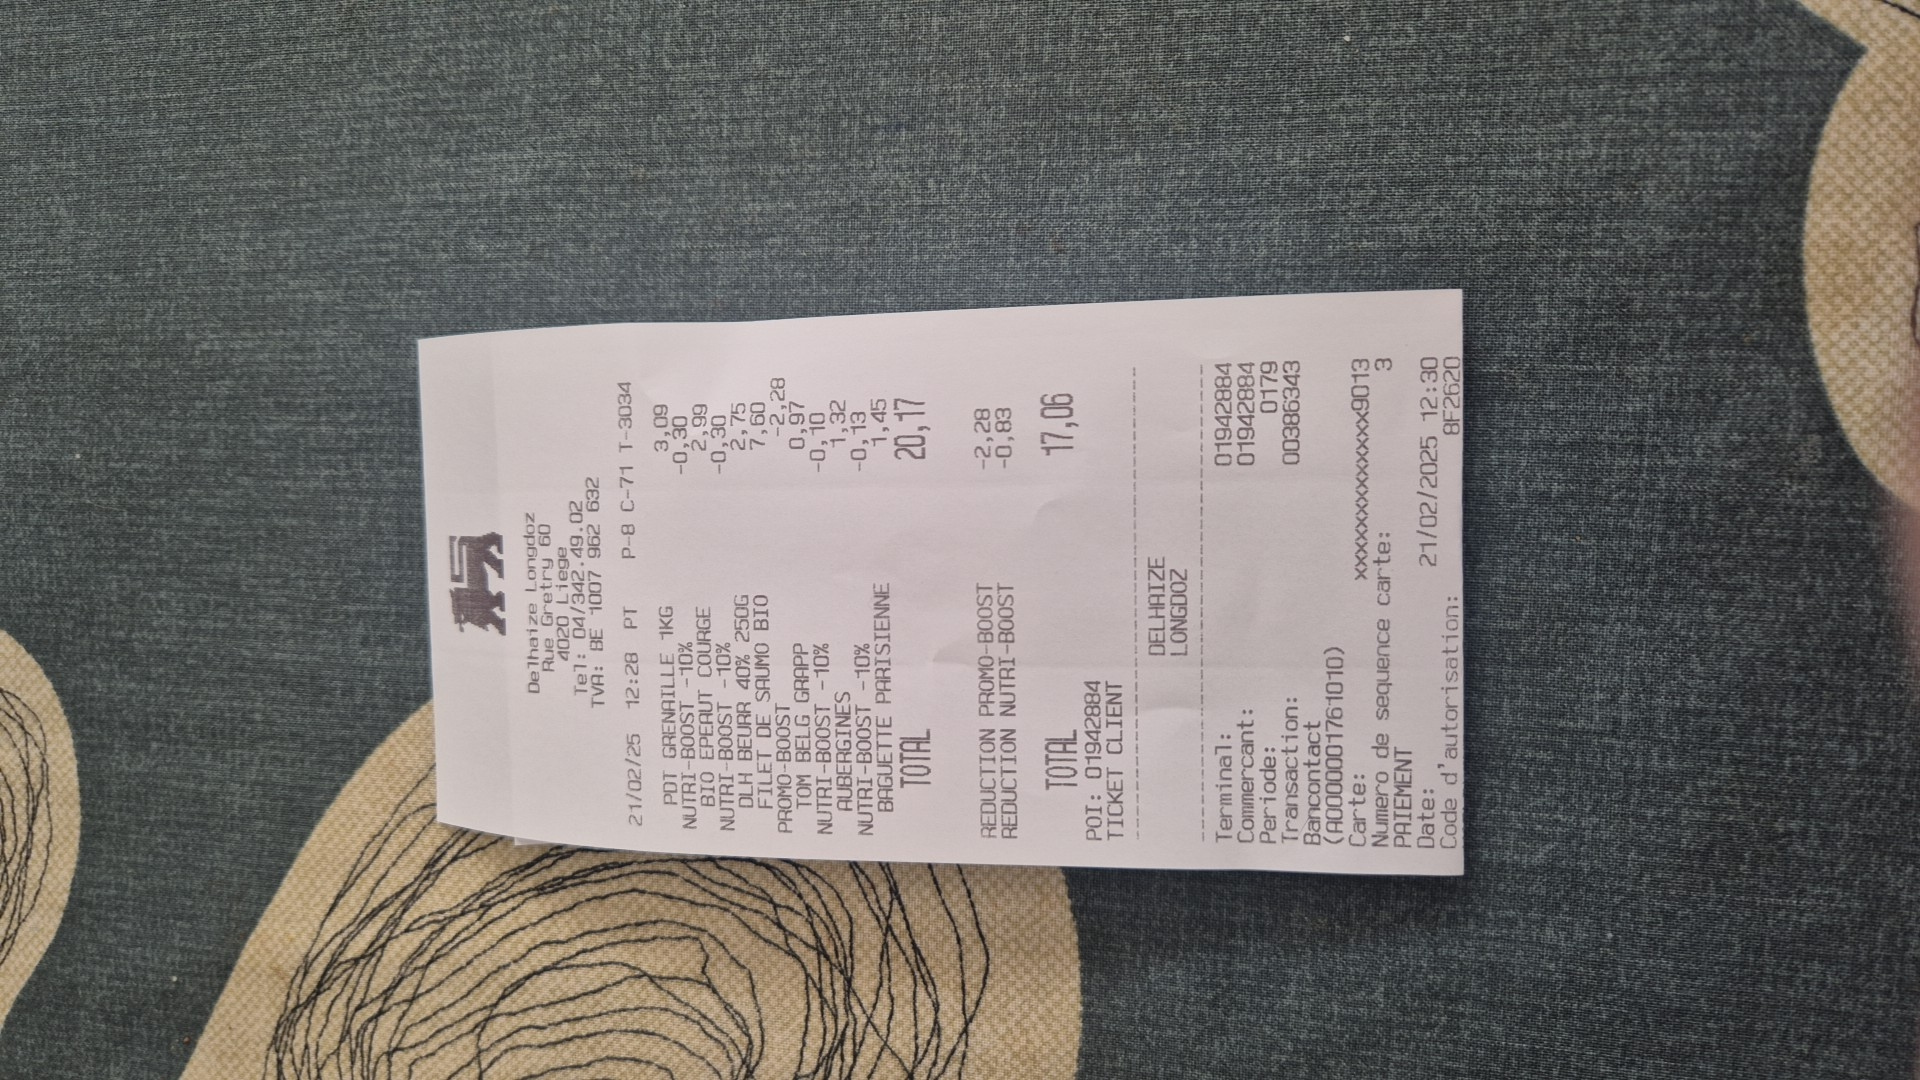 Delhaize Longdoz
Rue Gretry 60
4020 Liege
Tel: 04/342.49.02
TVA: BE 1007 962 632
21/02/25 12:28 PT P-8 C-71 T-3034
PDT GRENAILLE 1KG 3,09
NUTRI-BOOST -10% -0,30
BIO EPEAUT COURGE 2,99
NUTRI-BOOST -10% -0,30
DLH BEURR 40% 250G 2,75
FILET DE SAUMO BIO 7,60
PROMO-BOOST -2,28
TOM BELG GRAPP 0,97
NUTRI-BOOST -10% -0,10
AUBERGINES 1,32
NUTRI-BOOST -10% -0,13
BAGUETTE PARISIENNE 1,45
TOTAL 20,17
REDUCTION PROMO-BOOST -2,28
REDUCTION NUTRI-BOOST -0,83
TOTAL 17,06
POI: 01942884
TICKET CLIENT
DELHAIZE
LONGDOZ
Terminal: 01942884
Commercant: 01942884
Periode: 0179
Transaction: 00386343
Bancontact
(A0000001761010)
Carte: xxxxxxxxxxxxxxx9013
Numero de sequence carte: 3
PAIEMENT
Date: 21/02/2025 12:30
Code d'autorisation: 8F2620